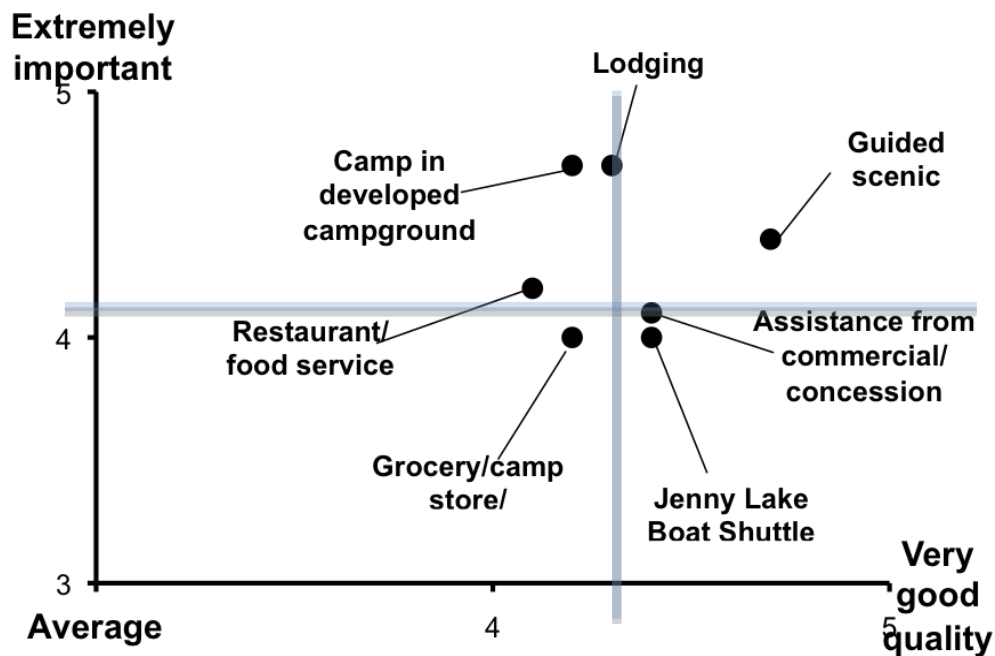 Extremely
important
5
Lodging
Camp in
developed
campground
Guided
scenic
Restaurant/
food service
4
Assistance from
commercial/
concession
Grocery/camp
store/
Jenny Lake
Boat Shuttle
3
Average
4
5
Very
good
quality